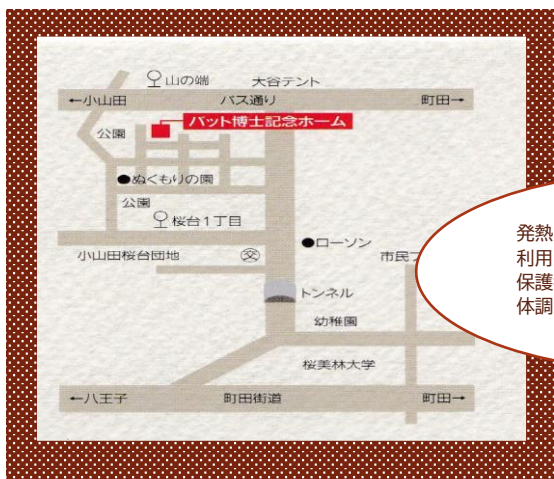 山の端
大谷テント
←小山田
バス通り
町田→
バット博士記念ホーム
公園
●ぬくもりの園
公園
桜台1丁目
●ローソン
小山田桜台団地
交
市民
トンネル
幼稚園
桜美林大学
←八王子
町田街道
町田→
発熱
利用
保護
体調